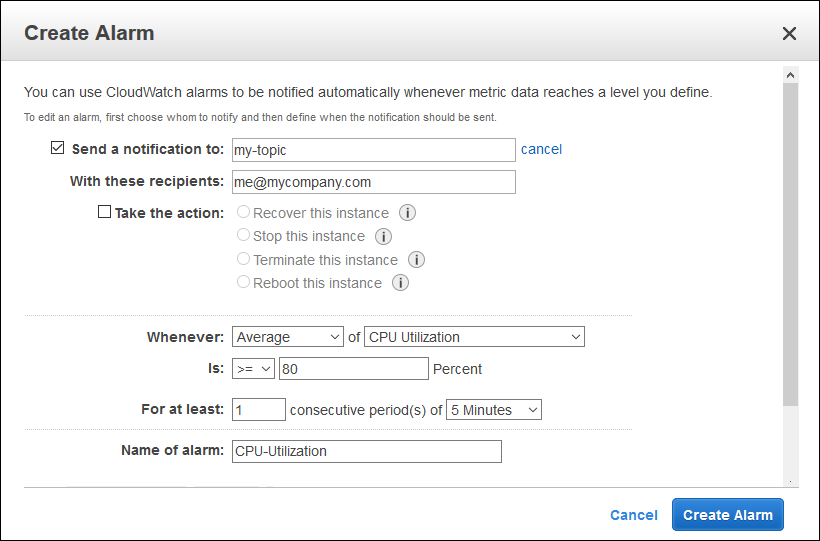 Create Alarm
You can use CloudWatch alarms to be notified automatically whenever metric data reaches a level you define.
To edit an alarm, first choose whom to notify and then define when the notification should be sent.
Send a notification to: my-topic cancel
With these recipients: me@mycompany.com
Take the action: Recover this instance i
Stop this instance i
Terminate this instance i
Reboot this instance i
Whenever: Average of CPU Utilization
Is: >= 80 Percent
For at least: 1 consecutive period(s) of 5 Minutes
Name of alarm: CPU-Utilization
Cancel Create Alarm